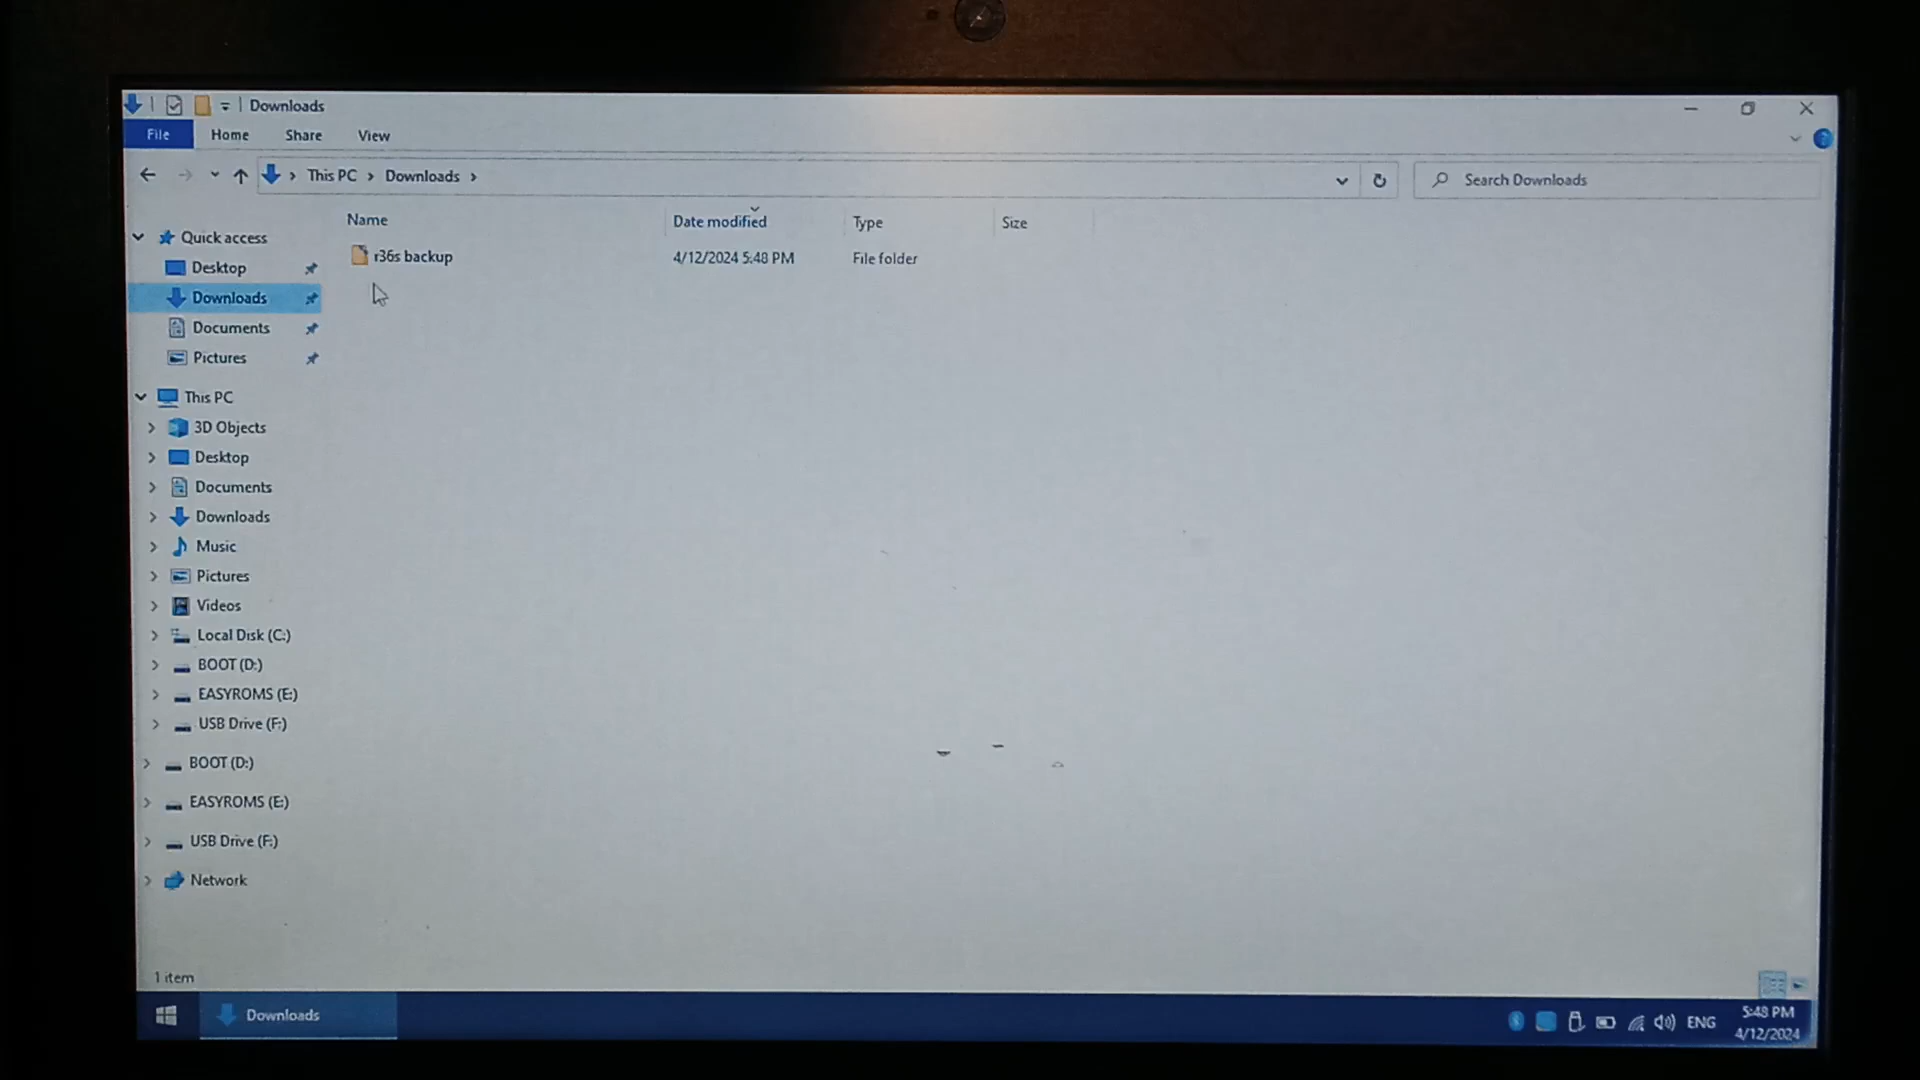 Downloads
File Home Share View
This PC Downloads
Search Downloads
Name Date modified Type Size
r36s backup 4/12/2024 5:48 PM File folder
Quick access
Desktop
Downloads
Documents
Pictures
This PC
3D Objects
Desktop
Documents
Downloads
Music
Pictures
Videos
Local Disk (C:)
BOOT (D:)
EASYROMS (E:)
USB Drive (F:)
BOOT (D:)
EASYROMS (E:)
USB Drive (F:)
Network
1 item
Downloads
ENG
5:48 PM
4/12/2024